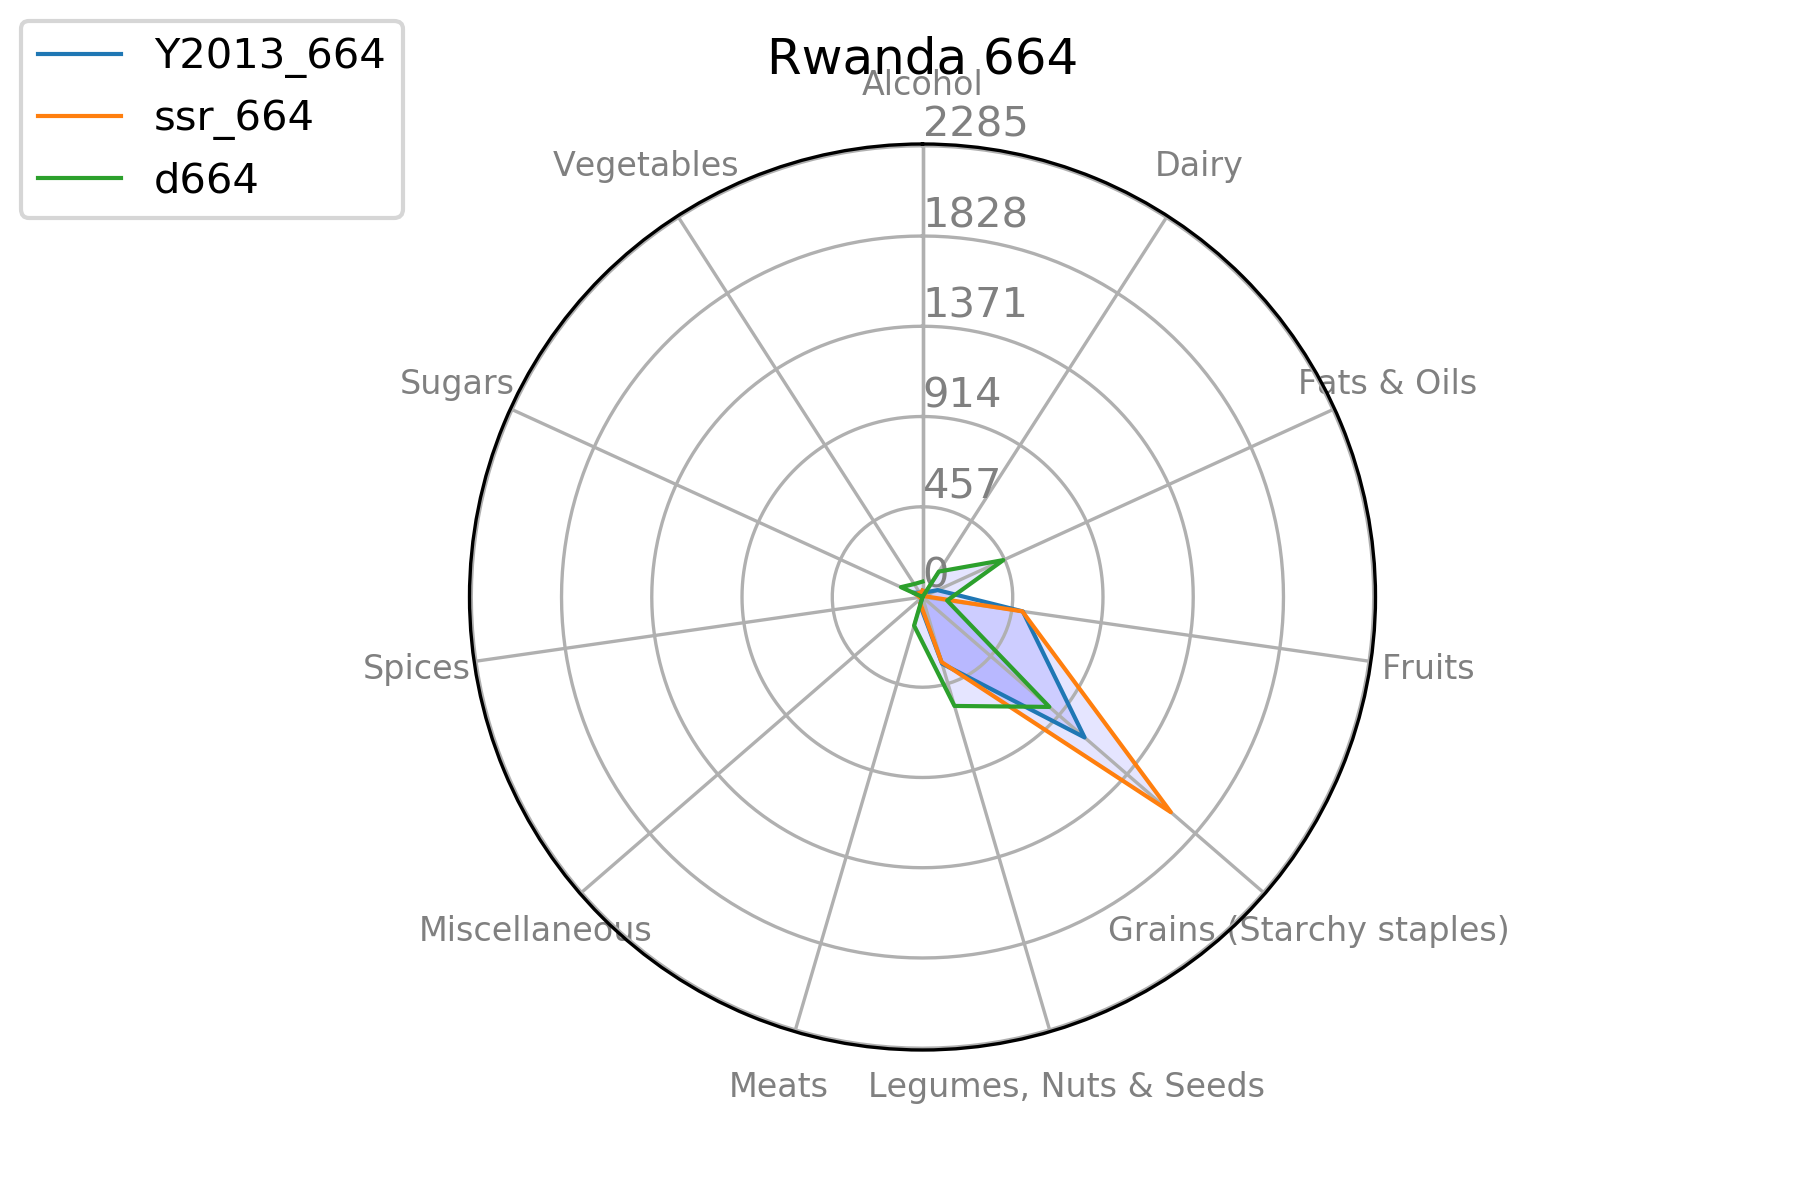 Y2013_664
ssr_664
d664
Rwanda 664
Alcohol
2285
Vegetables
Dairy
1828
1371
Sugars
914
Fats & Oils
457
0
Spices
Fruits
Miscellaneous
Grains (Starchy staples)
Meats
Legumes, Nuts & Seeds